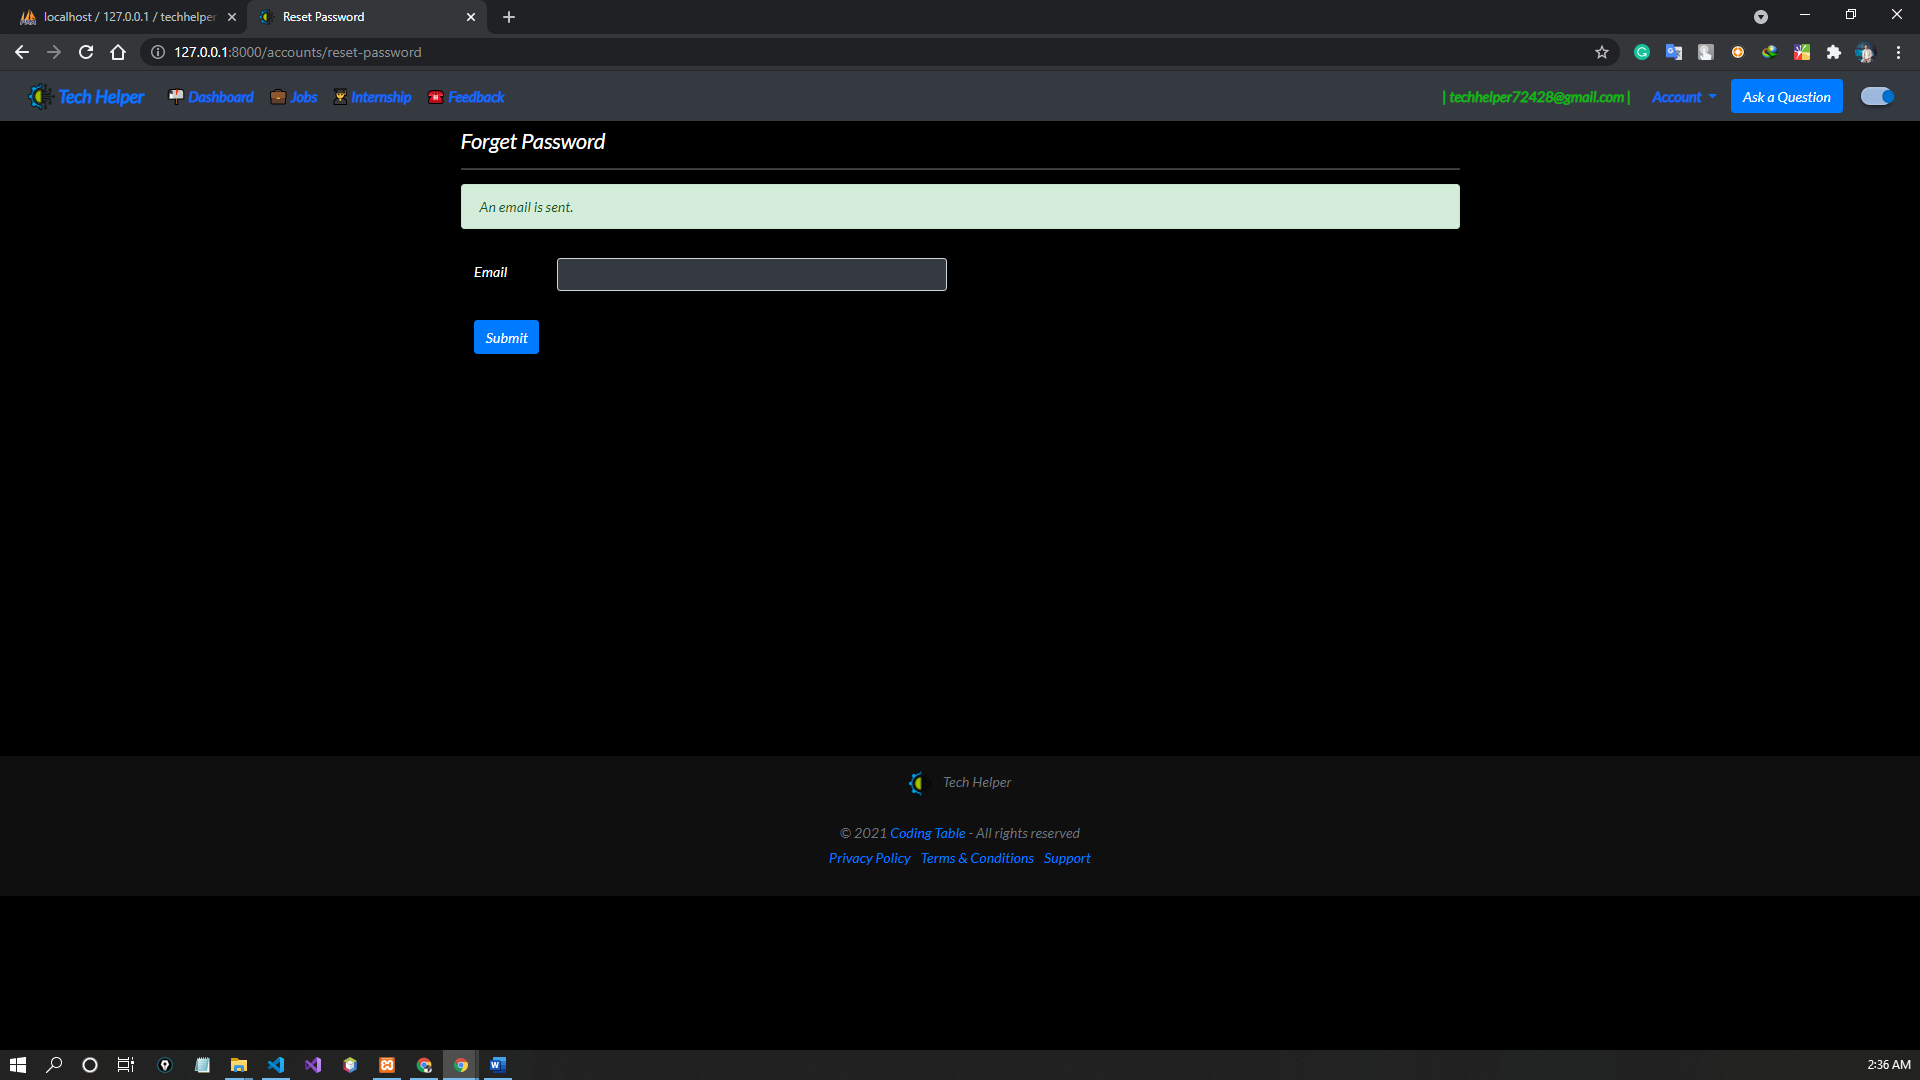 localhost / 127.0.0.1 / techhelper
Reset Password
127.0.0.1:8000/accounts/reset-password
Tech Helper Dashboard Jobs Internship Feedback | techhelper72428@gmail.com | Account Ask a Question
Forget Password
An email is sent.
Email
Submit
Tech Helper
© 2021 Coding Table - All rights reserved
Privacy Policy Terms & Conditions Support
2:36 AM